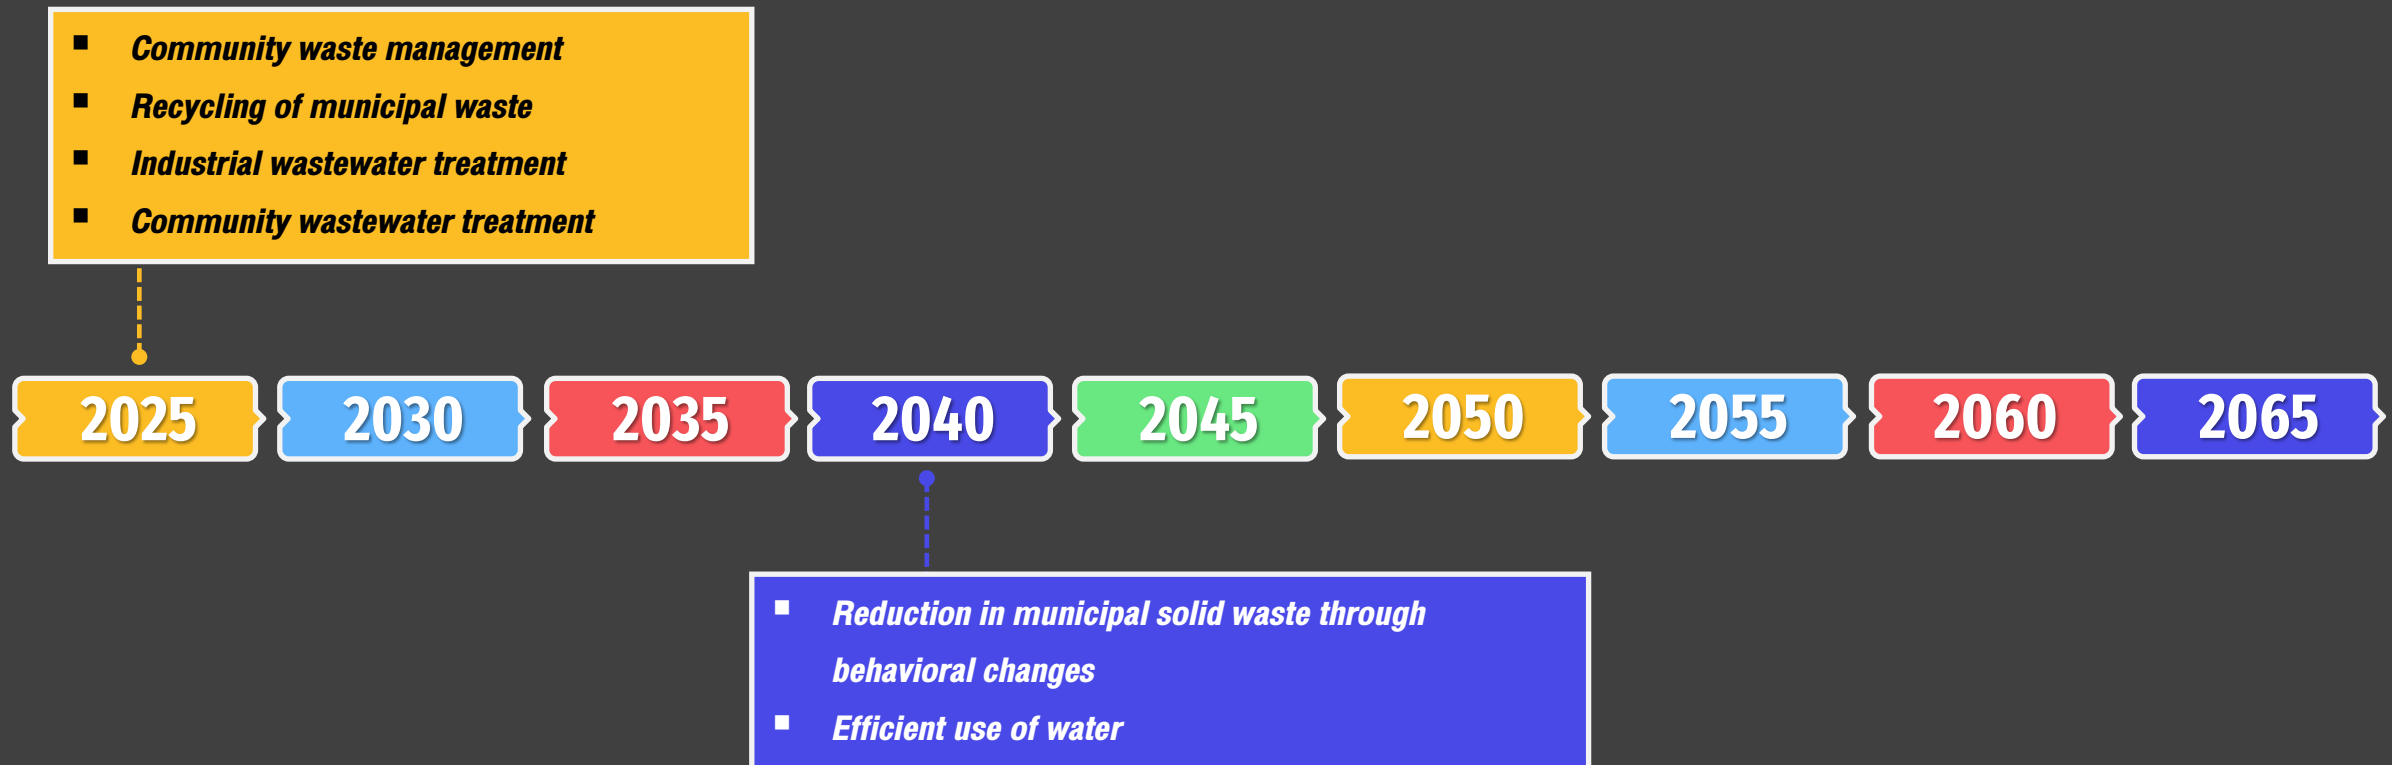 ▪ Community waste management
▪ Recycling of municipal waste
▪ Industrial wastewater treatment
▪ Community wastewater treatment
2025 2030 2035 2040 2045 2050 2055 2060 2065
▪ Reduction in municipal solid waste through
behavioral changes
▪ Efficient use of water